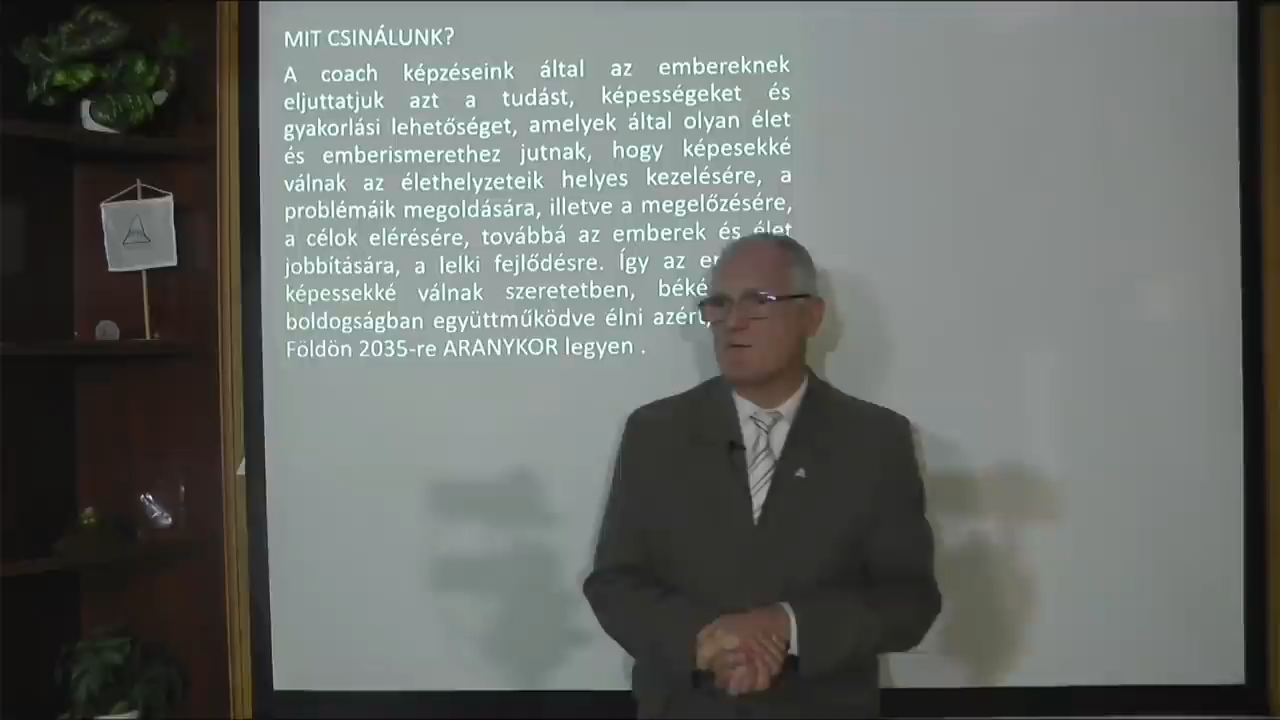 MIT CSINÁLUNK?
A coach képzéseink által az embereknek
eljuttatjuk azt a tudást, képességeket és
gyakorlási lehetőséget, amelyek által olyan élet
és emberismerethez jutnak, hogy képesekké
válnak az élethelyzeteik helyes kezelésére, a
problémáik megoldására, illetve a megelőzésére,
a célok elérésére, továbbá az emberek és élet
jobbítására, a lelki fejlődésre. Így az
képessekké válnak szeretetben,
boldogságban együttműködve élni azért,
Földön 2035-re ARANYKOR legyen .